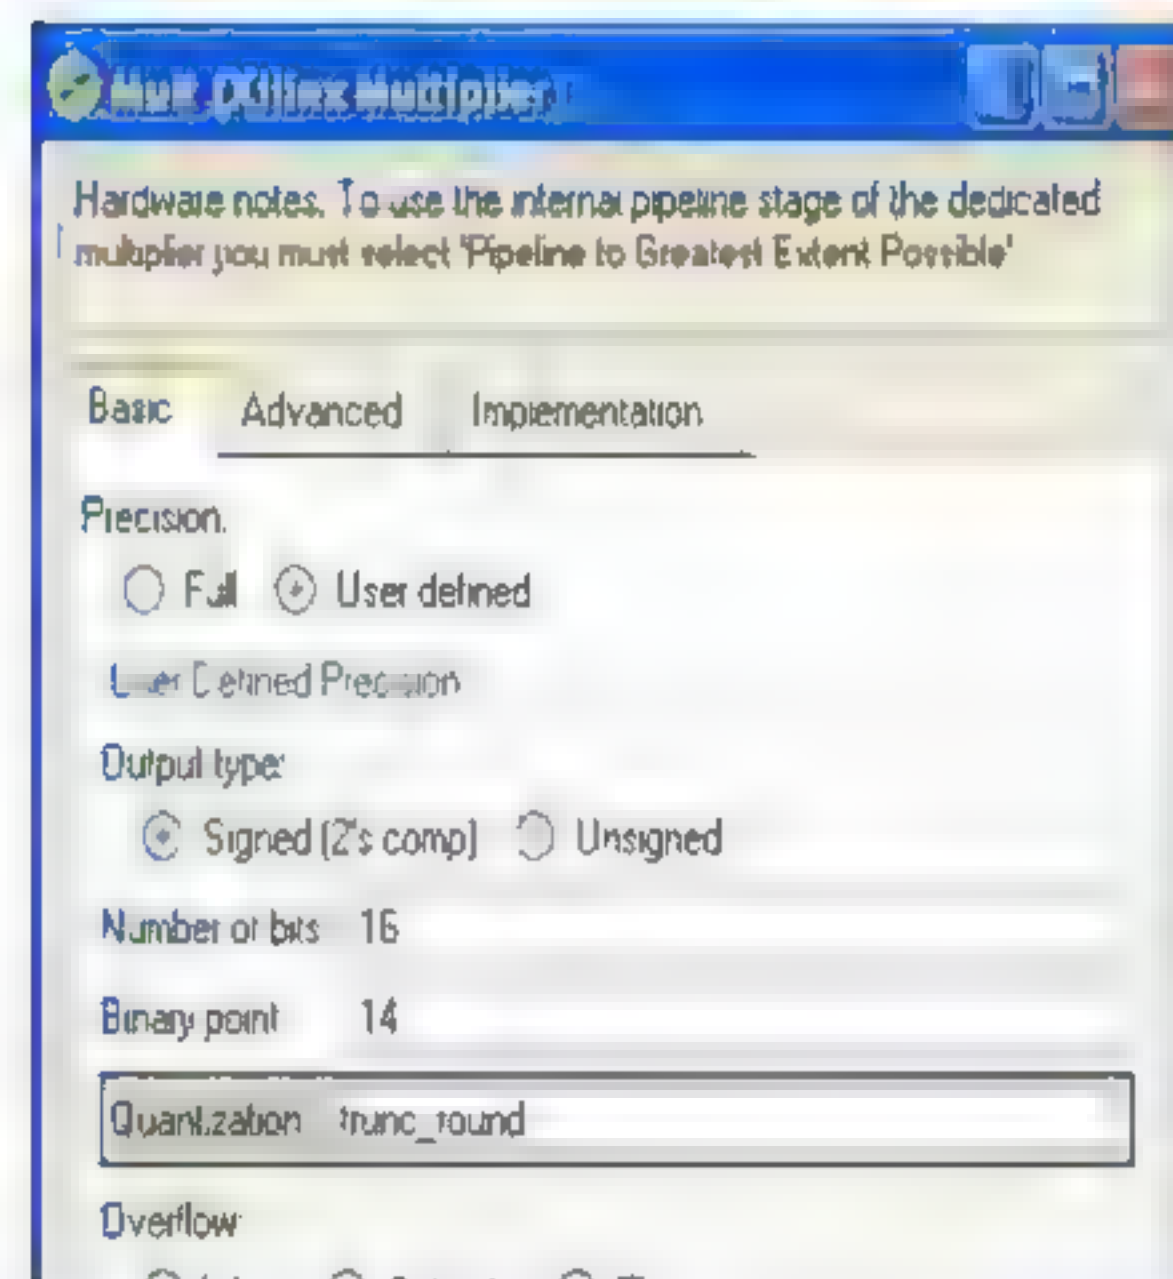 Mult (Xilinx Multiplier)
Hardware notes. To use the internal pipeline stage of the dedicated
multiplier you must select 'Pipeline to Greatest Extent Possible'
Basic Advanced Implementation
Precision:
Full User defined
User Defined Precision
Output type:
Signed (2's comp) Unsigned
Number of bits 16
Binary point 14
Quantization trunc_round
Overflow